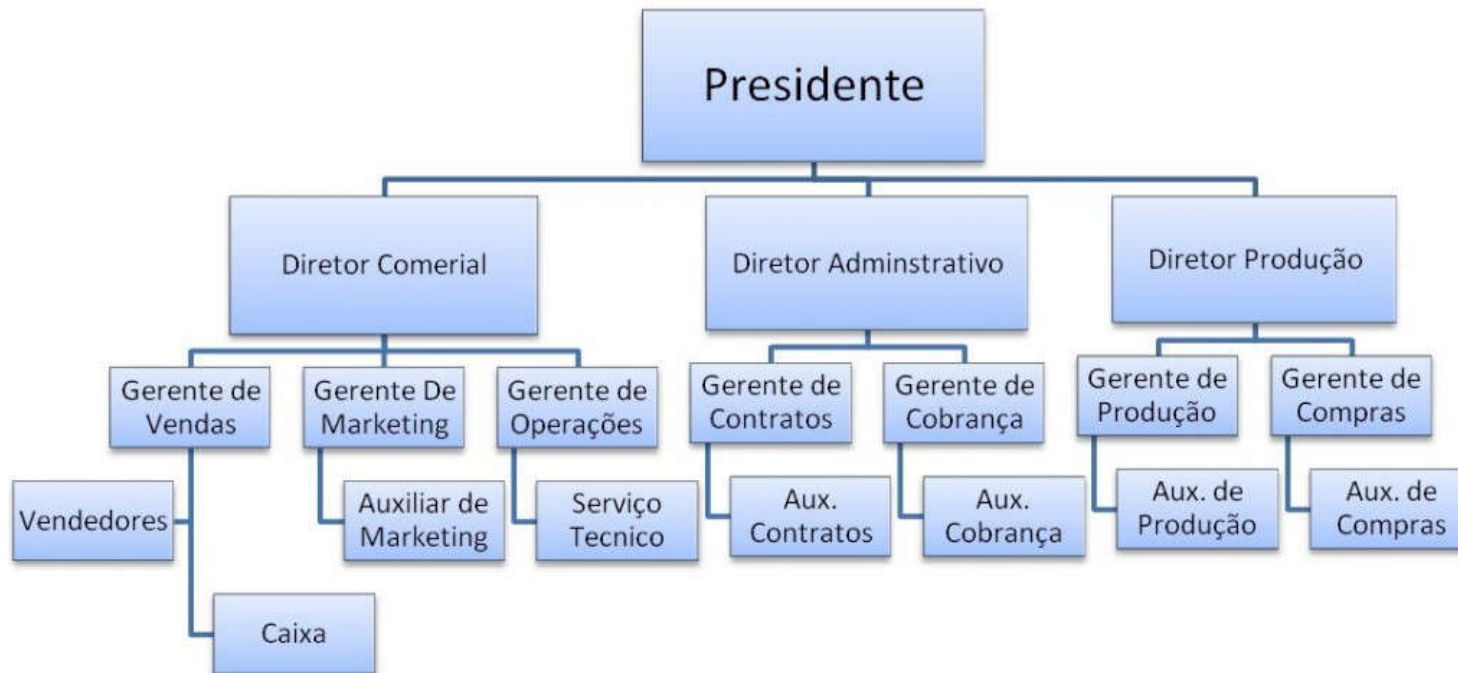 Presidente
Diretor Comerial
Diretor Adminstrativo
Diretor Produção
Gerente de
Vendas
Gerente De
Marketing
Gerente de
Operações
Gerente de
Contratos
Gerente de
Cobrança
Gerente de
Produção
Gerente de
Compras
Vendedores
Auxiliar de
Marketing
Serviço
Tecnico
Aux.
Contratos
Aux.
Cobrança
Aux. de
Produção
Aux. de
Compras
Caixa